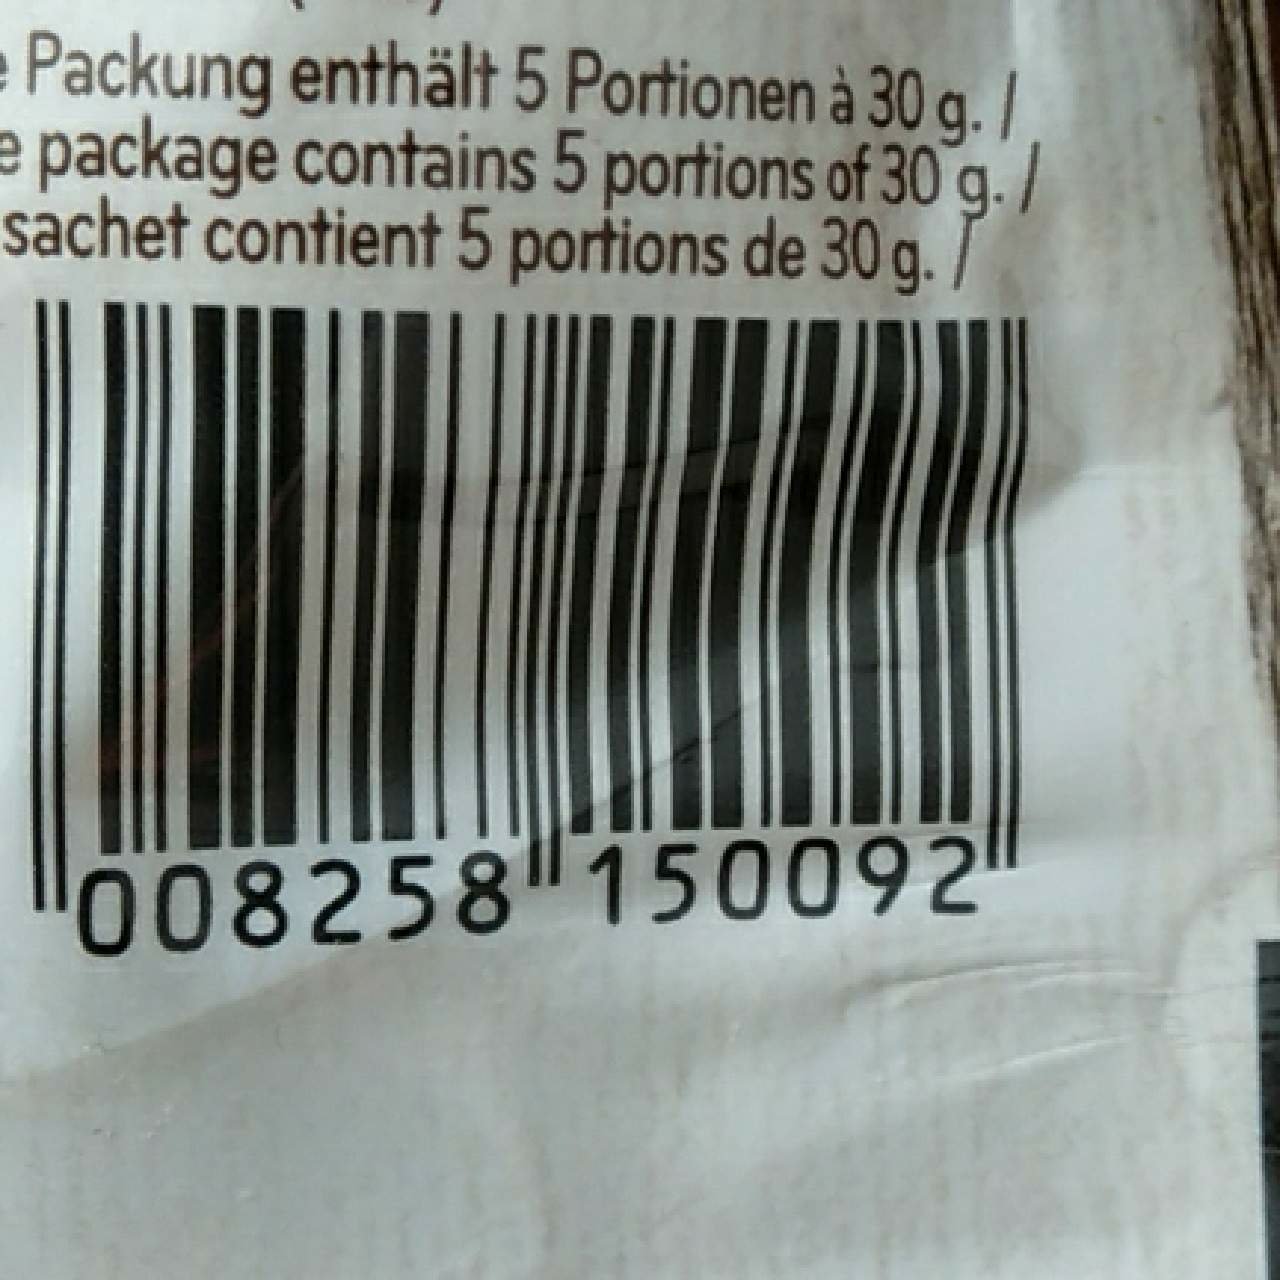 Packung enthält 5 Portionen à 30 g. /
package contains 5 portions of 30 g. /
sachet contient 5 portions de 30 g. /
008258 150092